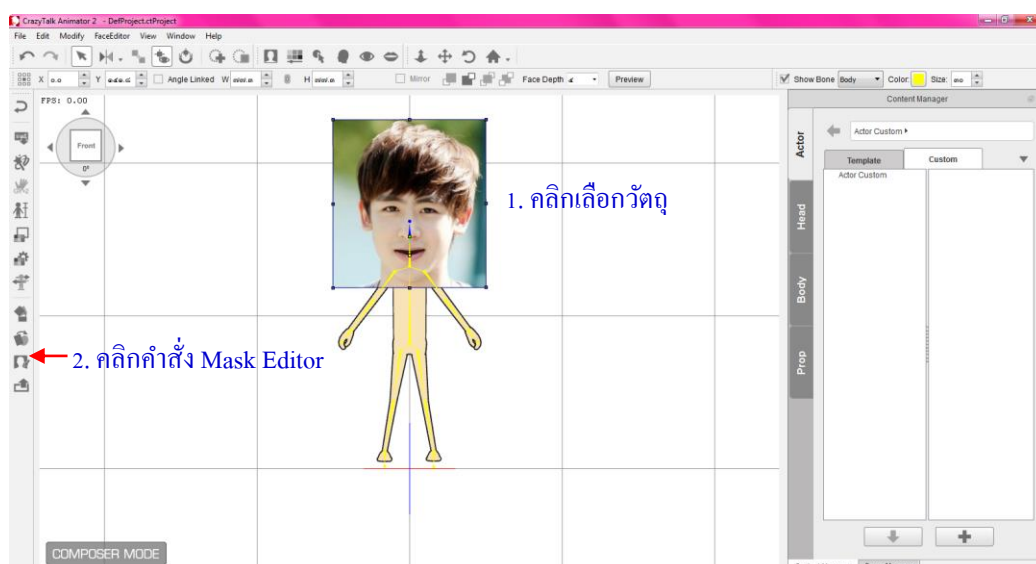 CrazyTalk Animator 2 - DefProject.ctProject
File Edit Modify FaceEditor View Window Help
X ๐.๐ Y Angle Linked W H Mirror Face Depth Preview Show Bone Body Color: Size:
FPS: 0.00
Content Manager
Front
0°
Actor Custom
Actor
Template Custom
Actor Custom
1. คลิกเลือกวัตถุ
Head
Body
2. คลิกคำสั่ง Mask Editor
Prop
COMPOSER MODE